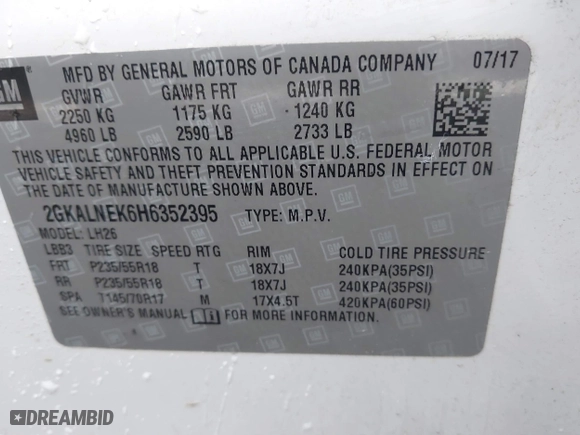 GM
MFD BY GENERAL MOTORS OF CANADA COMPANY 07/17
GVWR GAWR FRT GAWR RR
2250 KG 1175 KG 1240 KG
4960 LB 2590 LB 2733 LB
THIS VEHICLE CONFORMS TO ALL APPLICABLE U.S. FEDERAL MOTOR
VEHICLE SAFETY AND THEFT PREVENTION STANDARDS IN EFFECT ON
THE DATE OF MANUFACTURE SHOWN ABOVE.
2GKALNEK6H6352395 TYPE: M.P.V.
MODEL: LH26
LBB3 TIRE SIZE SPEED RTG RIM COLD TIRE PRESSURE
FRT P235/55R18 T 18X7J 240KPA(35PSI)
RR P235/55R18 T 18X7J 240KPA(35PSI)
SPA T145/70R17 M 17X4.5T 420KPA(60PSI)
SEE OWNER'S MANUAL FOR MORE INFORMATION.
DREAMBID